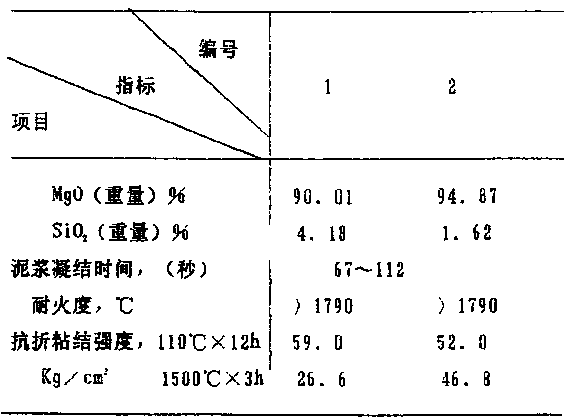 编号
指标 1 2
项目
MgO（重量）% 90.01 94.87
SiO₂（重量）% 4.18 1.62
泥浆凝结时间，（秒） 67～112
耐火度，℃ 〉1790 〉1790
抗折粘结强度，110℃×12h 59.0 52.0
Kg／cm² 1500℃×3h 26.6 46.8